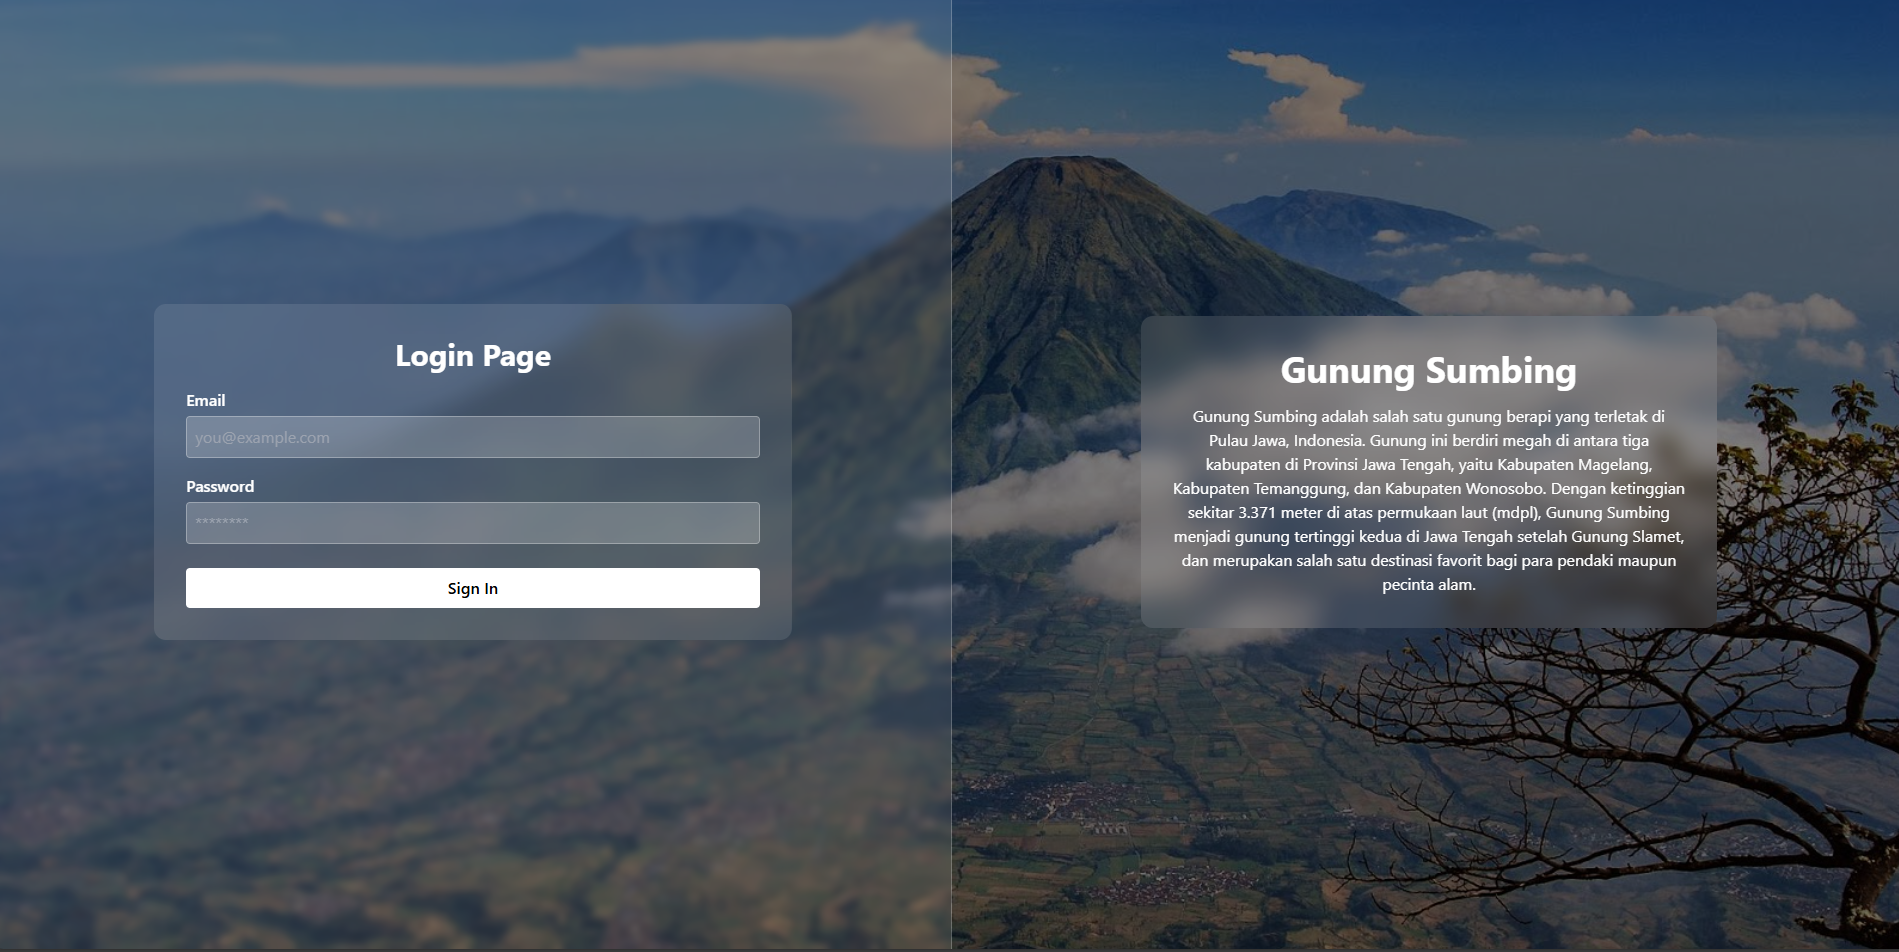 Login Page
Email
you@example.com
Password
********
Sign In
Gunung Sumbing
Gunung Sumbing adalah salah satu gunung berapi yang terletak di
Pulau Jawa, Indonesia. Gunung ini berdiri megah di antara tiga
kabupaten di Provinsi Jawa Tengah, yaitu Kabupaten Magelang,
Kabupaten Temanggung, dan Kabupaten Wonosobo. Dengan ketinggian
sekitar 3.371 meter di atas permukaan laut (mdpl), Gunung Sumbing
menjadi gunung tertinggi kedua di Jawa Tengah setelah Gunung Slamet,
dan merupakan salah satu destinasi favorit bagi para pendaki maupun
pecinta alam.